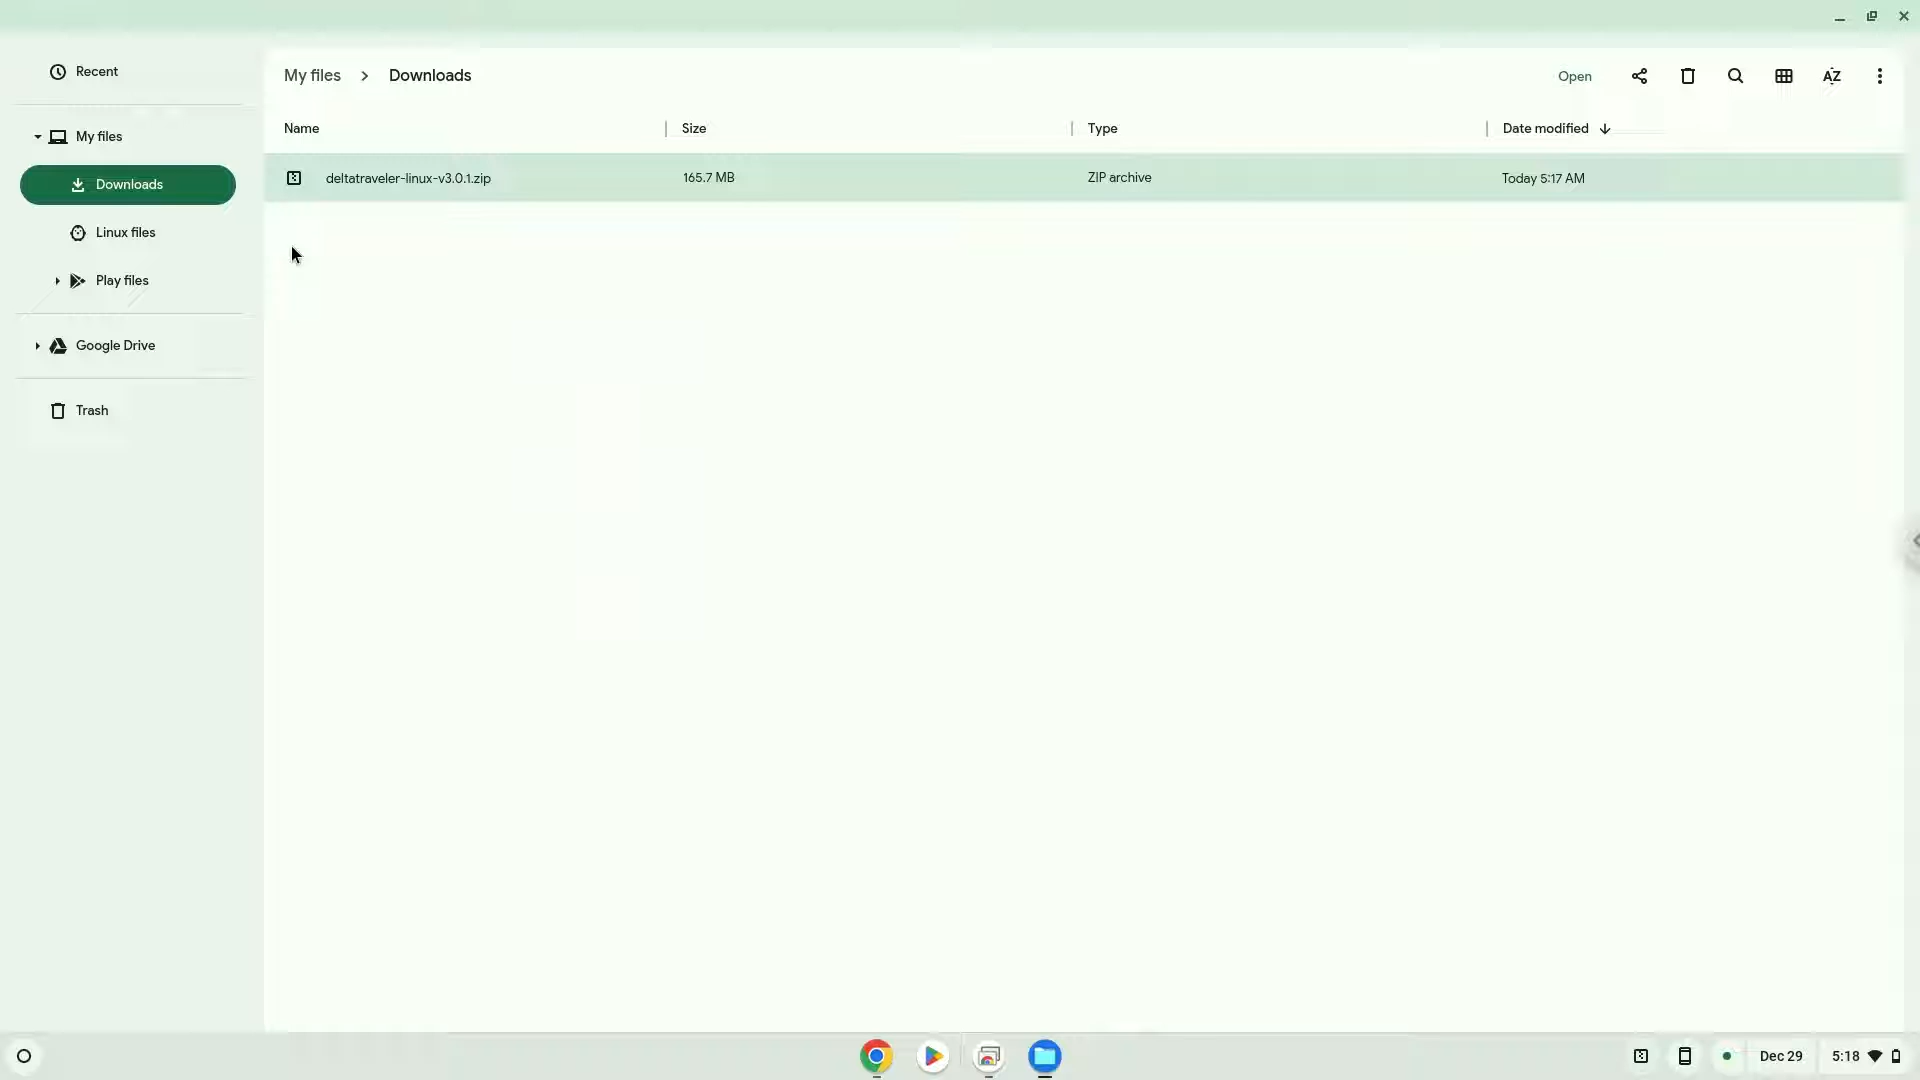 Recent
My files
Downloads
Linux files
Play files
Google Drive
Trash
My files > Downloads
Open
AZ
Name
Size
Type
Date modified
deltatraveler-linux-v3.0.1.zip
165.7 MB
ZIP archive
Today 5:17 AM
Dec 29
5:18